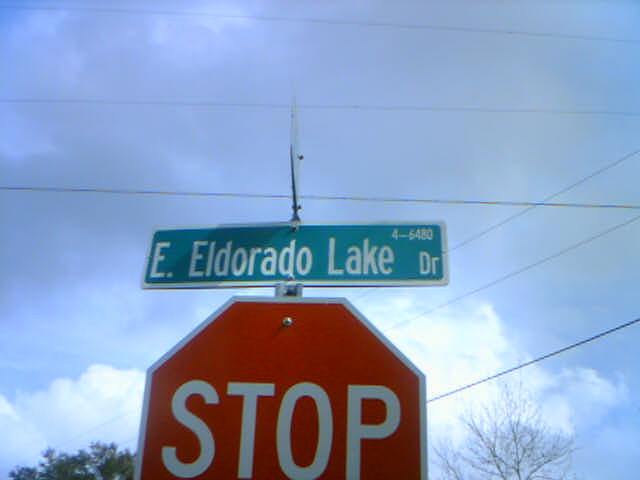 4-6480
E. Eldorado Lake Dr
STOP